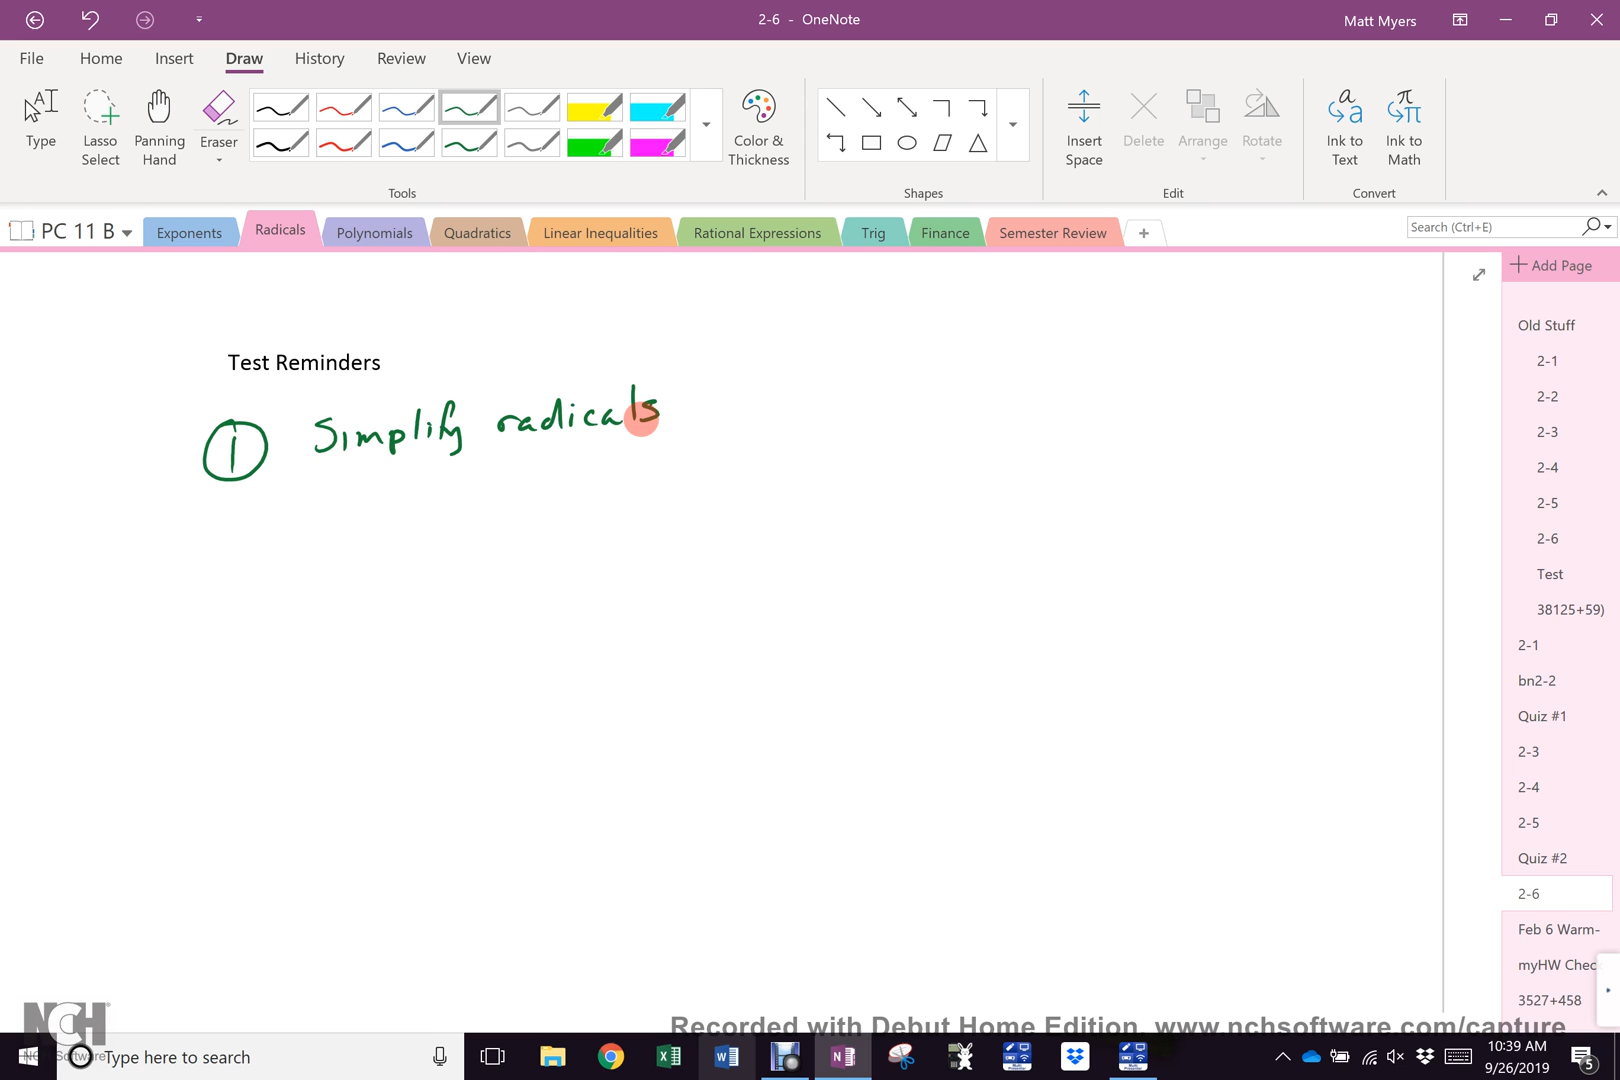 2-6 - OneNote
Matt Myers
File Home Insert Draw History Review View
Type
Lasso Select
Panning Hand
Eraser
Color & Thickness
Insert Space
Delete
Arrange
Rotate
Ink to Text
Ink to Math
Tools
Shapes
Edit
Convert
PC 11 B
Exponents Radicals Polynomials Quadratics Linear Inequalities Rational Expressions Trig Finance Semester Review
Search (Ctrl+E)
Add Page
Test Reminders
① Simplify radicals
Old Stuff
2-1
2-2
2-3
2-4
2-5
2-6
Test
38125+59)
2-1
bn2-2
Quiz #1
2-3
2-4
2-5
Quiz #2
2-6
Feb 6 Warm-
myHW Chec
3527+458
NCH
NCH Software
Recorded with Debut Home Edition. www.nchsoftware.com/capture
Type here to search
10:39 AM
9/26/2019
5